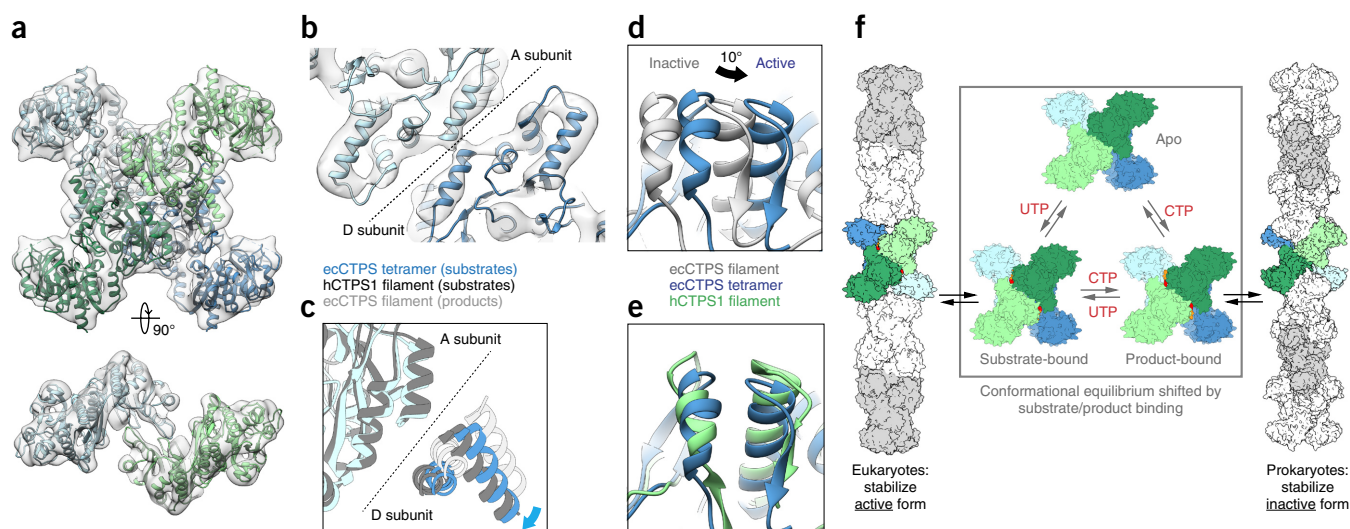 a
90°
b
A subunit
D subunit
ecCTPS tetramer (substrates)
hCTPS1 filament (substrates)
ecCTPS filament (products)
c
A subunit
D subunit
d
Inactive
10°
Active
ecCTPS filament
ecCTPS tetramer
hCTPS1 filament
e
f
Apo
UTP
CTP
CTP
UTP
Substrate-bound
Product-bound
Conformational equilibrium shifted by
substrate/product binding
Eukaryotes:
stabilize
active form
Prokaryotes:
stabilize
inactive form